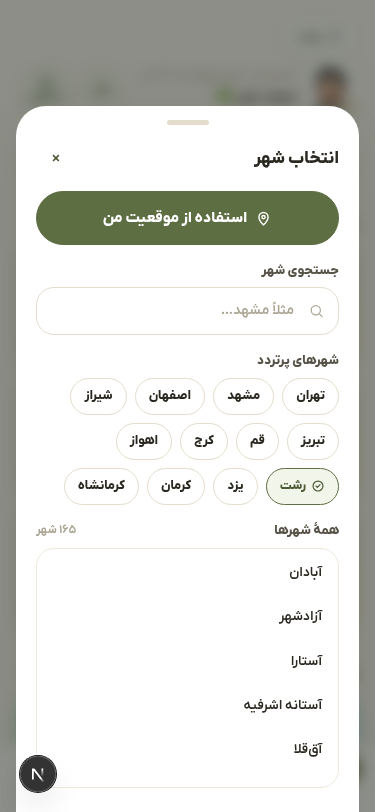 انتخاب شهر
×
استفاده از موقعیت من
جستجوی شهر
مثلاً مشهد...
شهرهای پرتردد
تهران مشهد اصفهان شیراز
تبریز قم کرج اهواز
رشت یزد کرمان کرمانشاه
همهٔ شهرها ۱۶۵ شهر
آبادان
آزادشهر
آستارا
آستانه اشرفیه
آق‌قلا
N